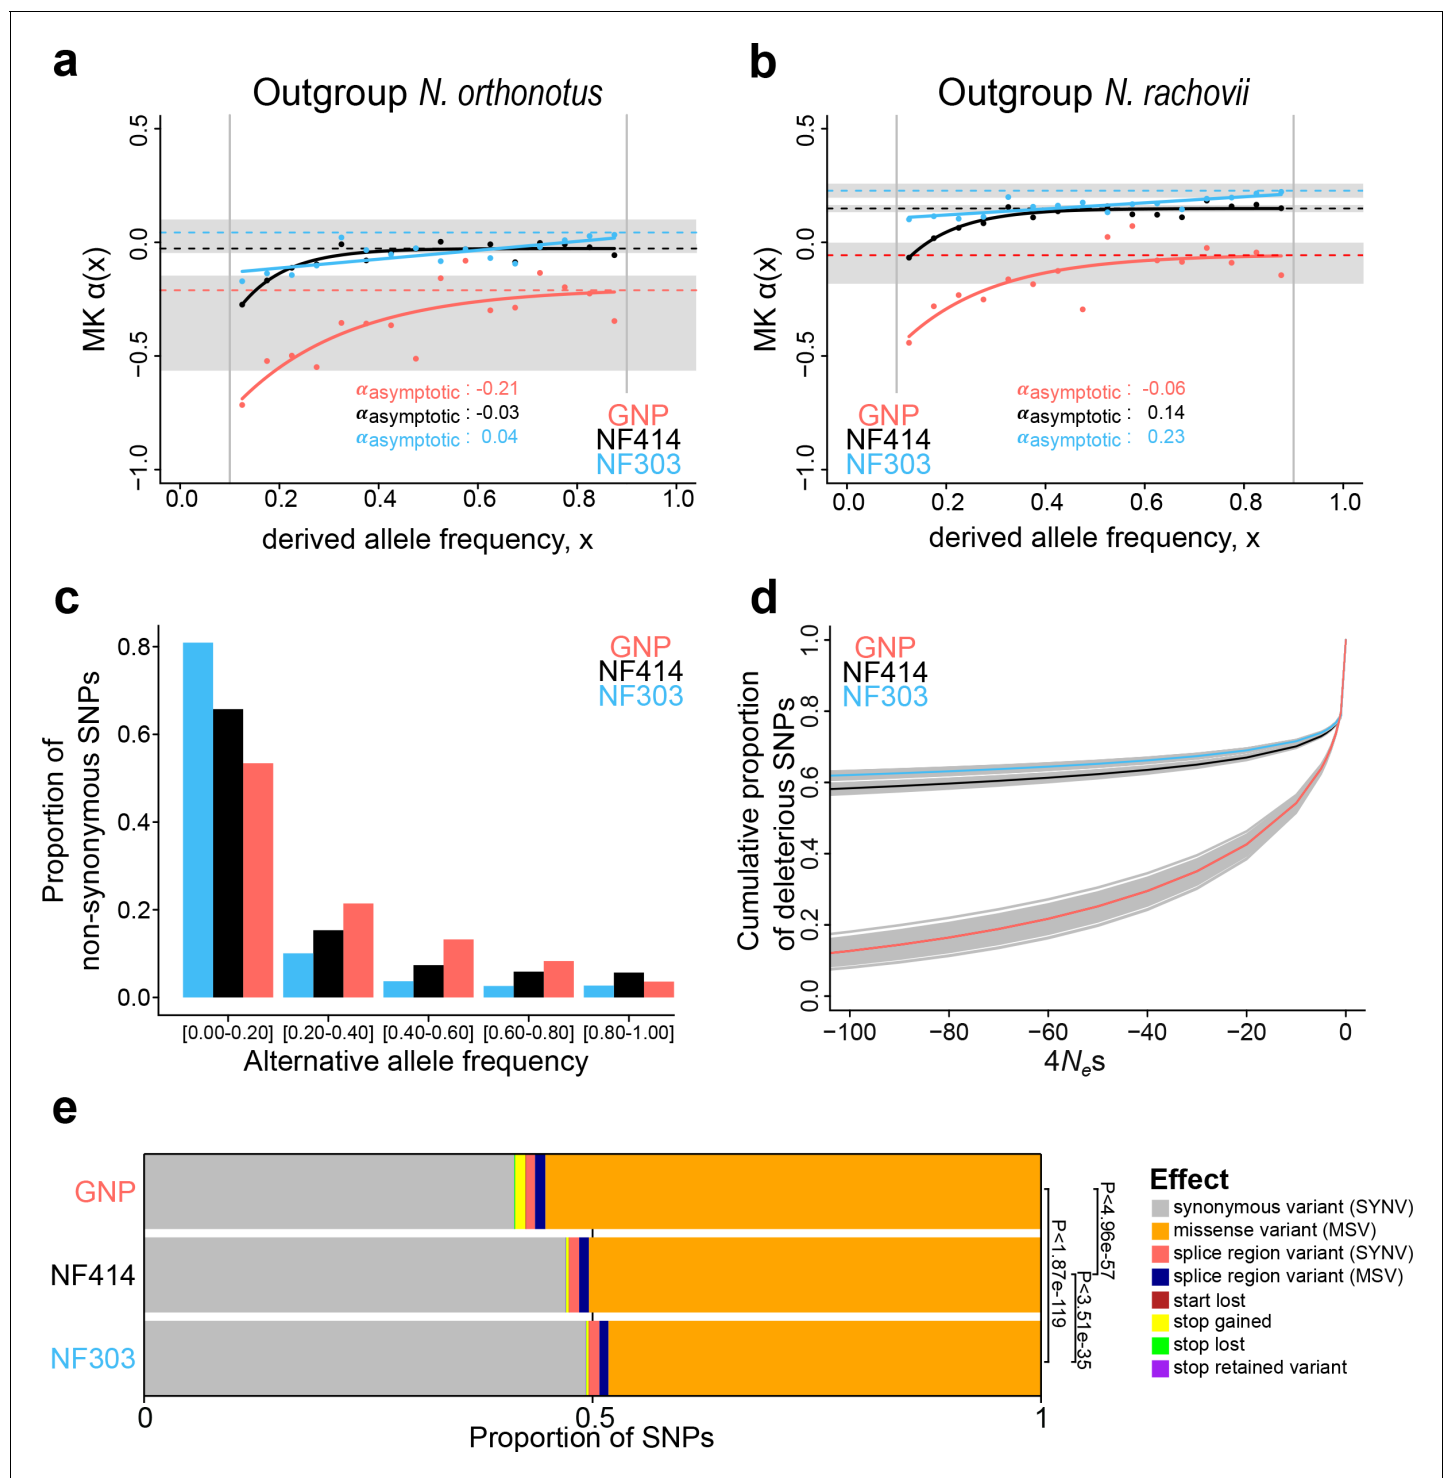 a
Outgroup N. orthonotus
MK α(x)
0.5
0.0
−0.5
−1.0
αasymptotic : -0.21
αasymptotic : -0.03
αasymptotic : 0.04
GNP
NF414
NF303
0.0 0.2 0.4 0.6 0.8 1.0
derived allele frequency, x
b
Outgroup N. rachovii
MK α(x)
0.5
0.0
−0.5
−1.0
αasymptotic : -0.06
αasymptotic : 0.14
αasymptotic : 0.23
GNP
NF414
NF303
0.0 0.2 0.4 0.6 0.8 1.0
derived allele frequency, x
c
Proportion of
non-synonymous SNPs
0.8
0.6
0.4
0.2
0.0
GNP
NF414
NF303
[0.00-0.20] [0.20-0.40] [0.40-0.60] [0.60-0.80] [0.80-1.00]
Alternative allele frequency
d
Cumulative proportion
of deleterious SNPs
1.0
0.8
0.6
0.4
0.2
0.0
GNP
NF414
NF303
−100 −80 −60 −40 −20 0
4Nes
e
GNP
NF414
NF303
0 0.5 1
Proportion of SNPs
P<1.87e-119
P<3.51e-35
P<4.96e-57
Effect
synonymous variant (SYNV)
missense variant (MSV)
splice region variant (SYNV)
splice region variant (MSV)
start lost
stop gained
stop lost
stop retained variant